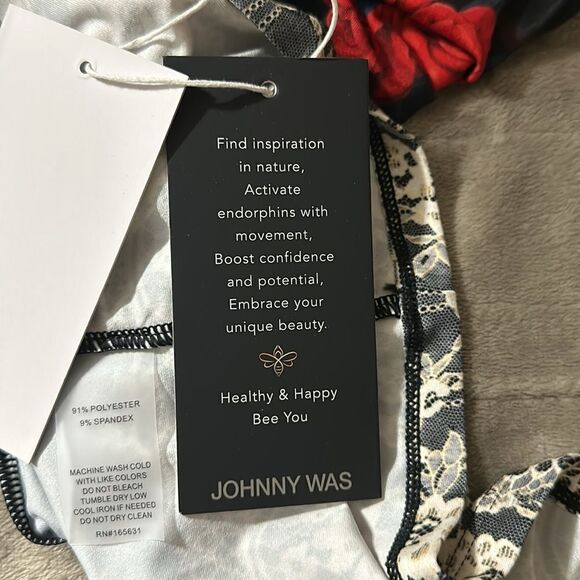 Find inspiration
in nature,
Activate
endorphins with
movement,
Boost confidence
and potential,
Embrace your
unique beauty.
Healthy & Happy
Bee You
JOHNNY WAS
91% POLYESTER
9% SPANDEX
MACHINE WASH COLD
WITH LIKE COLORS
DO NOT BLEACH
TUMBLE DRY LOW
COOL IRON IF NEEDED
DO NOT DRY CLEAN
RN#165631